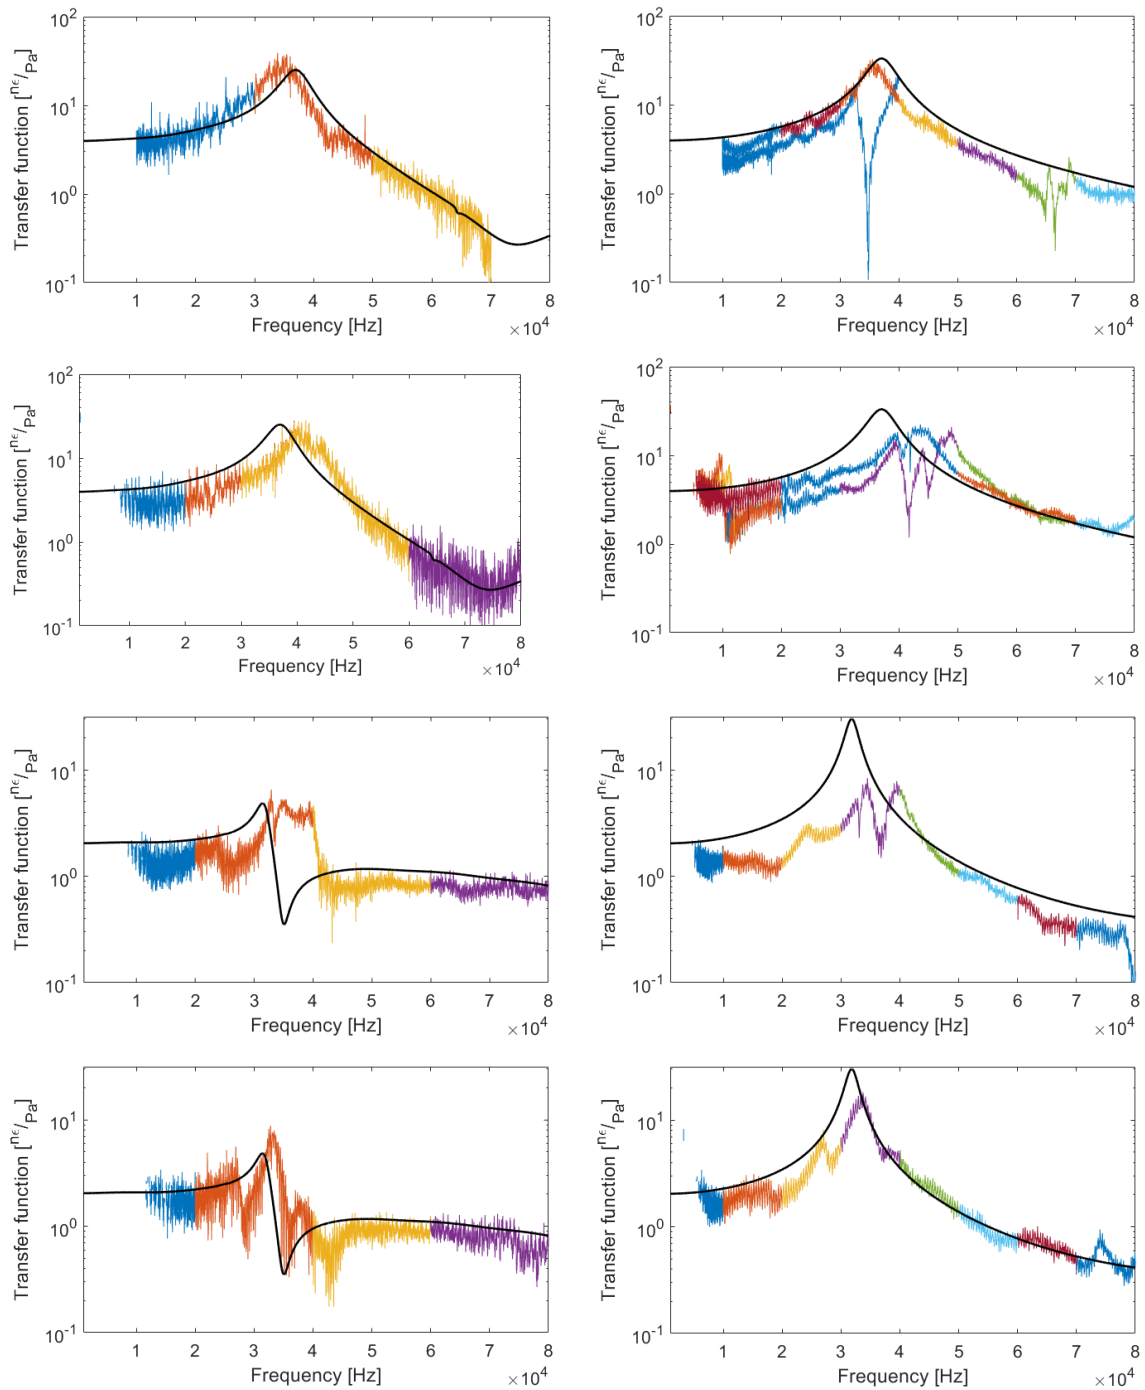 10^2
10^1
10^0
10^-1
Transfer function [nϵ/Pa]
1 2 3 4 5 6 7 8
Frequency [Hz]
×10^4
10^2
10^1
10^0
10^-1
Transfer function [nϵ/Pa]
1 2 3 4 5 6 7 8
Frequency [Hz]
×10^4
10^2
10^1
10^0
10^-1
Transfer function [nϵ/Pa]
1 2 3 4 5 6 7 8
Frequency [Hz]
×10^4
10^2
10^1
10^0
10^-1
Transfer function [nϵ/Pa]
1 2 3 4 5 6 7 8
Frequency [Hz]
×10^4
10^1
10^0
10^-1
Transfer function [nϵ/Pa]
1 2 3 4 5 6 7 8
Frequency [Hz]
×10^4
10^1
10^0
10^-1
Transfer function [nϵ/Pa]
1 2 3 4 5 6 7 8
Frequency [Hz]
×10^4
10^1
10^0
10^-1
Transfer function [nϵ/Pa]
1 2 3 4 5 6 7 8
Frequency [Hz]
×10^4
10^1
10^0
10^-1
Transfer function [nϵ/Pa]
1 2 3 4 5 6 7 8
Frequency [Hz]
×10^4